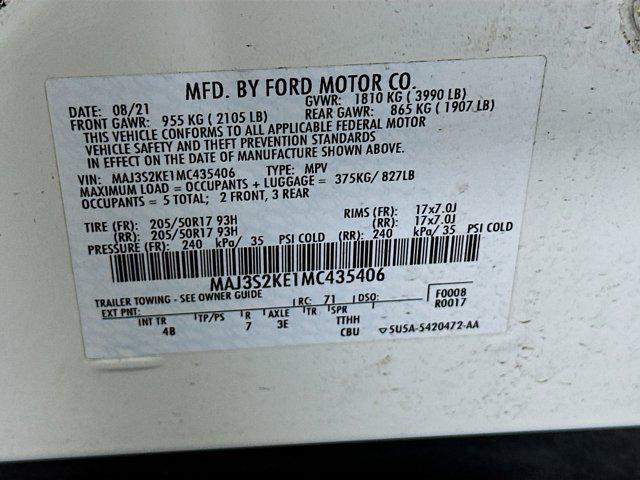 MFD. BY FORD MOTOR CO.
DATE: 08/21 GVWR: 1810 KG ( 3990 LB)
FRONT GAWR: 955 KG ( 2105 LB) REAR GAWR: 865 KG ( 1907 LB)
THIS VEHICLE CONFORMS TO ALL APPLICABLE FEDERAL MOTOR
VEHICLE SAFETY AND THEFT PREVENTION STANDARDS
IN EFFECT ON THE DATE OF MANUFACTURE SHOWN ABOVE.
VIN: MAJ3S2KE1MC435406 TYPE: MPV
MAXIMUM LOAD = OCCUPANTS + LUGGAGE = 375KG/ 827LB
OCCUPANTS = 5 TOTAL; 2 FRONT, 3 REAR
TIRE (FR): 205/50R17 93H RIMS (FR): 17x7.0J
(RR): 205/50R17 93H (RR): 17x7.0J
PRESSURE (FR): 240 kPa/ 35 PSI COLD (RR): 240 kPa/ 35 PSI COLD
MAJ3S2KE1MC435406
TRAILER TOWING - SEE OWNER GUIDE
EXT PNT: RC: 71 DSO: F0008
R0017
INT TR TP/PS R AXLE TR SPR
4B 7 3E TTHH
CBU 5U5A-5420472-AA